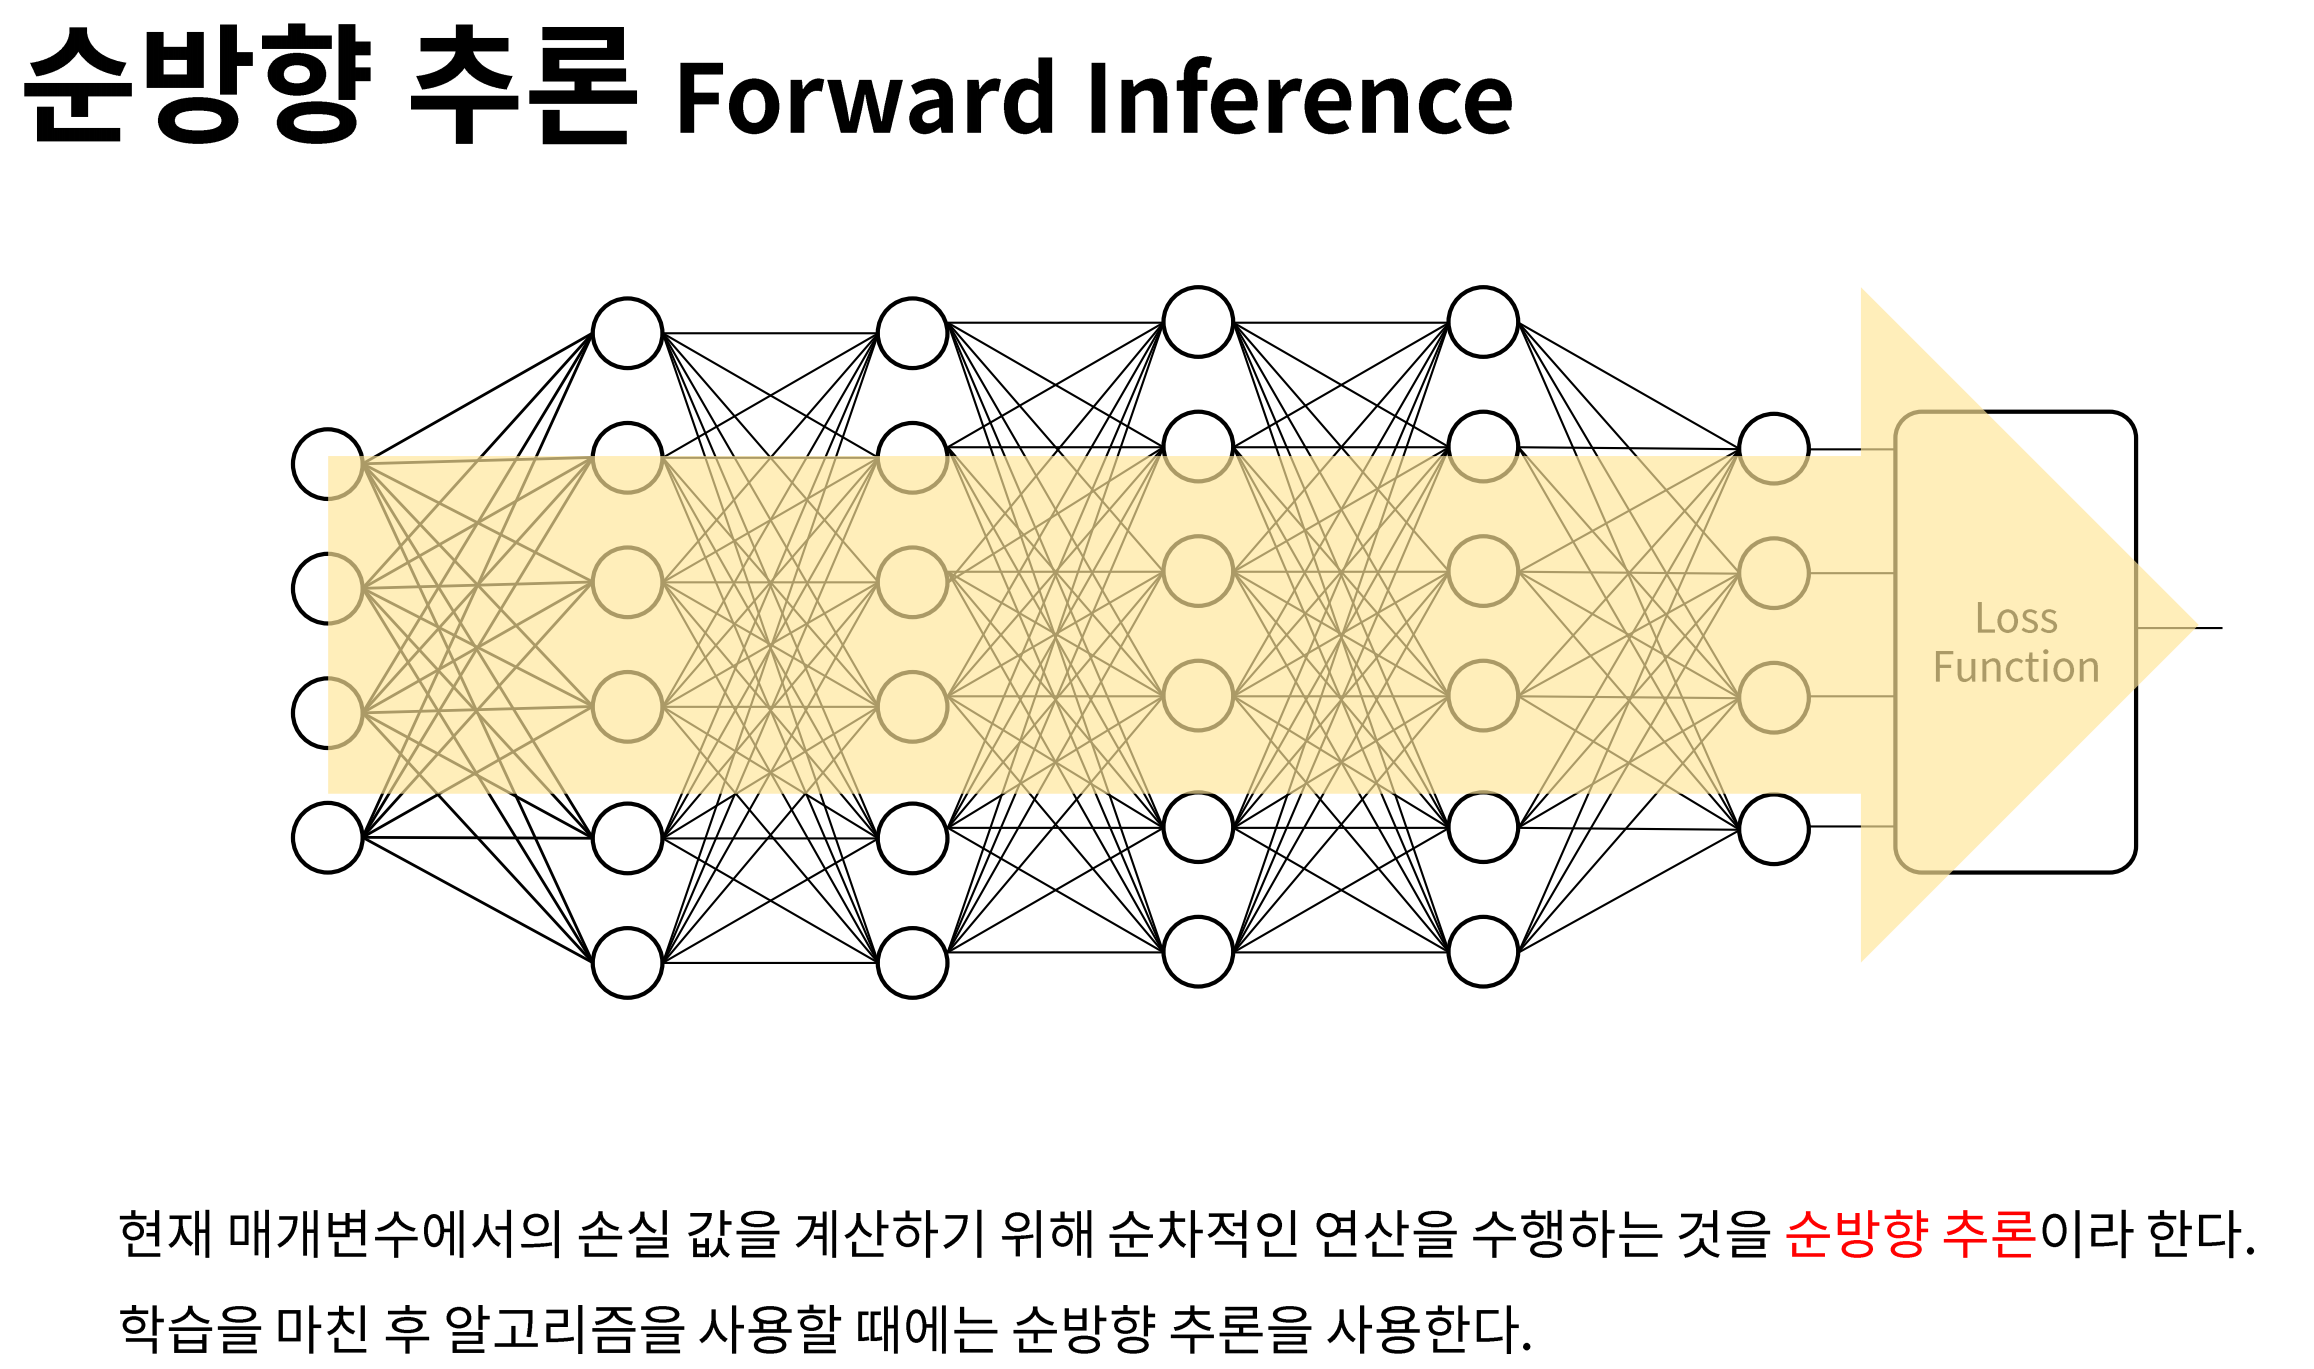 순방향 추론 Forward Inference
Loss
Function
현재 매개변수에서의 손실 값을 계산하기 위해 순차적인 연산을 수행하는 것을 순방향 추론이라 한다.
학습을 마친 후 알고리즘을 사용할 때에는 순방향 추론을 사용한다.